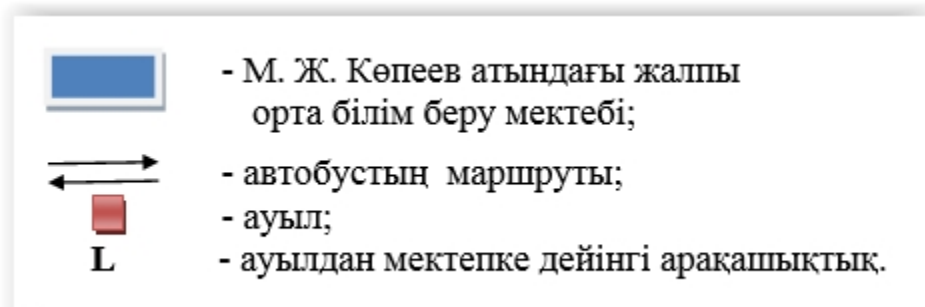 - М. Ж. Көпеев атындағы жалпы
орта білім беру мектебі;
- автобустың маршруты;
- ауыл;
L - ауылдан мектепке дейінгі арақашықтық.